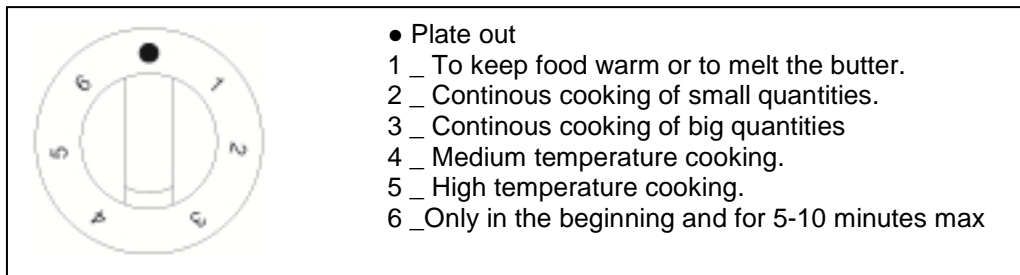 ● Plate out
1 _ To keep food warm or to melt the butter.
2 _ Continous cooking of small quantities.
3 _ Continous cooking of big quantities
4 _ Medium temperature cooking.
5 _ High temperature cooking.
6 _Only in the beginning and for 5-10 minutes max
1
2
3
4
5
6